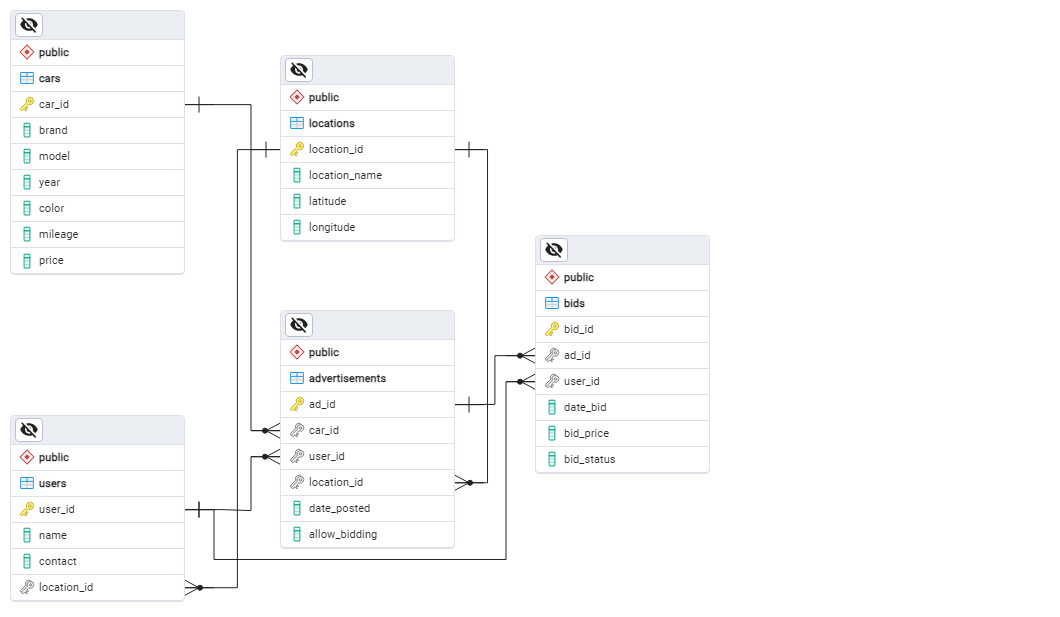 public
cars
car_id
brand
model
year
color
mileage
price
public
locations
location_id
location_name
latitude
longitude
public
advertisements
ad_id
car_id
user_id
location_id
date_posted
allow_bidding
public
users
user_id
name
contact
location_id
public
bids
bid_id
ad_id
user_id
date_bid
bid_price
bid_status